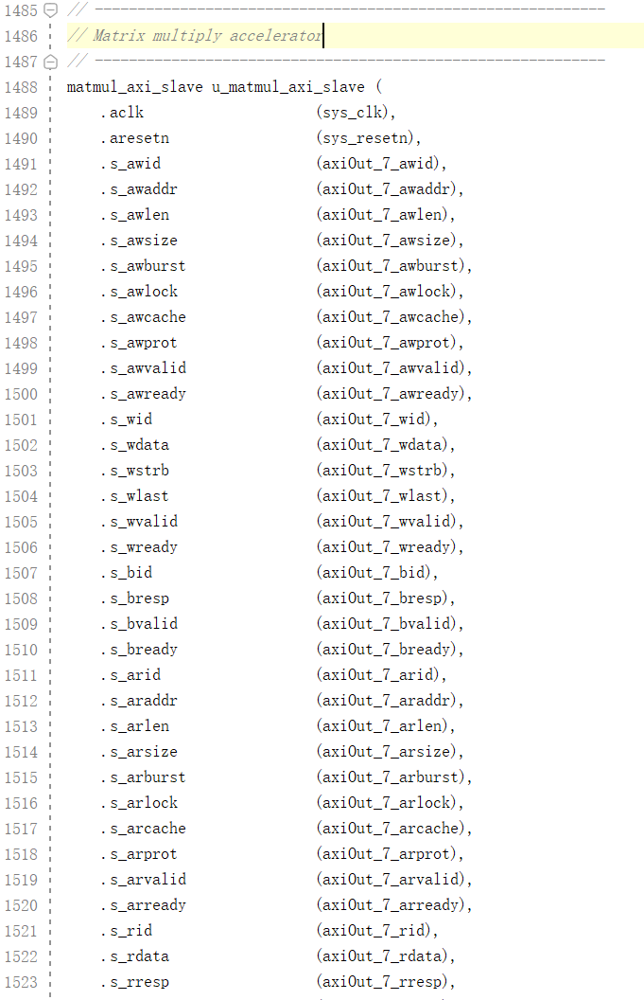 1485 // ------------------------------------------------------------
1486 // Matrix multiply accelerator
1487 // ------------------------------------------------------------
1488 matmul_axi_slave u_matmul_axi_slave (
1489 .aclk (sys_clk),
1490 .aresetn (sys_resetn),
1491 .s_awid (axiOut_7_awid),
1492 .s_awaddr (axiOut_7_awaddr),
1493 .s_awlen (axiOut_7_awlen),
1494 .s_awsize (axiOut_7_awsize),
1495 .s_awburst (axiOut_7_awburst),
1496 .s_awlock (axiOut_7_awlock),
1497 .s_awcache (axiOut_7_awcache),
1498 .s_awprot (axiOut_7_awprot),
1499 .s_awvalid (axiOut_7_awvalid),
1500 .s_awready (axiOut_7_awready),
1501 .s_wid (axiOut_7_wid),
1502 .s_wdata (axiOut_7_wdata),
1503 .s_wstrb (axiOut_7_wstrb),
1504 .s_wlast (axiOut_7_wlast),
1505 .s_wvalid (axiOut_7_wvalid),
1506 .s_wready (axiOut_7_wready),
1507 .s_bid (axiOut_7_bid),
1508 .s_bresp (axiOut_7_bresp),
1509 .s_bvalid (axiOut_7_bvalid),
1510 .s_bready (axiOut_7_bready),
1511 .s_arid (axiOut_7_arid),
1512 .s_araddr (axiOut_7_araddr),
1513 .s_arlen (axiOut_7_arlen),
1514 .s_arsize (axiOut_7_arsize),
1515 .s_arburst (axiOut_7_arburst),
1516 .s_arlock (axiOut_7_arlock),
1517 .s_arcache (axiOut_7_arcache),
1518 .s_arprot (axiOut_7_arprot),
1519 .s_arvalid (axiOut_7_arvalid),
1520 .s_arready (axiOut_7_arready),
1521 .s_rid (axiOut_7_rid),
1522 .s_rdata (axiOut_7_rdata),
1523 .s_rresp (axiOut_7_rresp),